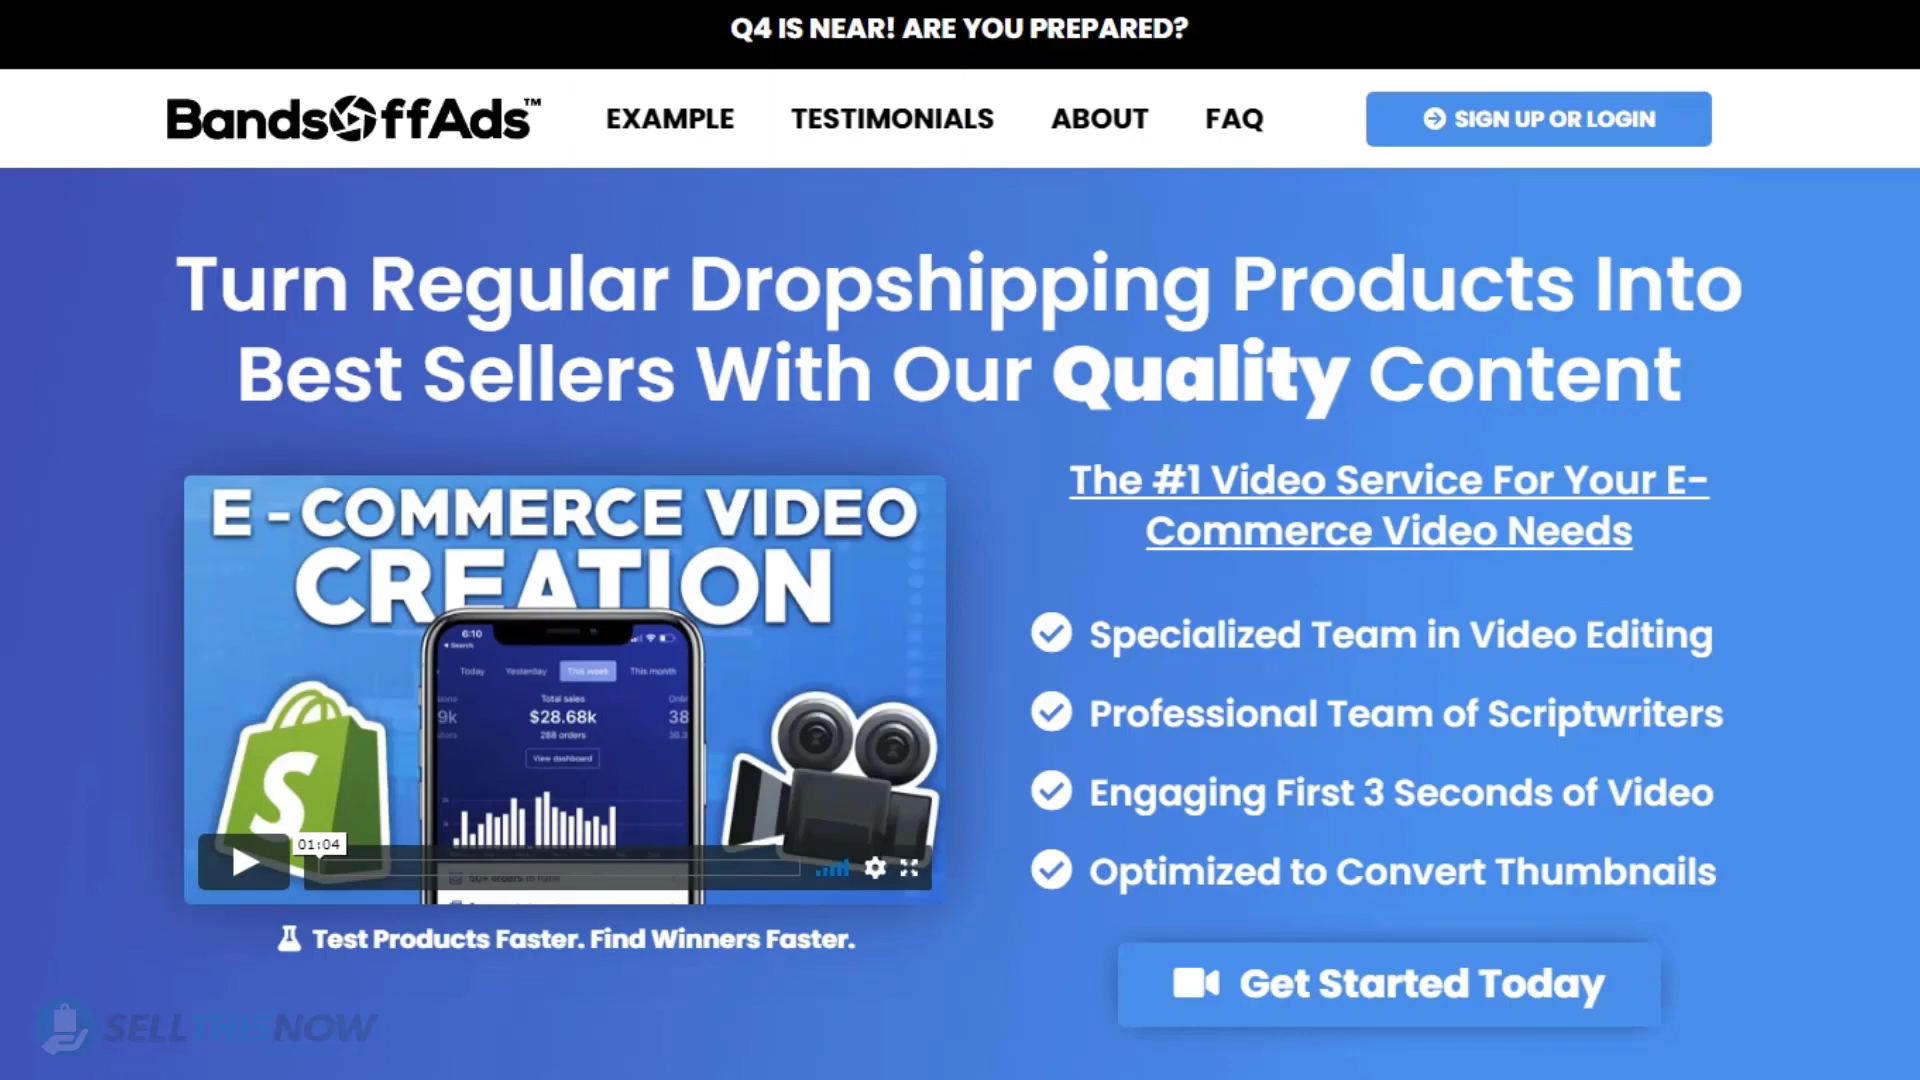 Q4 IS NEAR! ARE YOU PREPARED?
BandsOffAds™ EXAMPLE TESTIMONIALS ABOUT FAQ SIGN UP OR LOGIN
Turn Regular Dropshipping Products Into
Best Sellers With Our Quality Content
E - COMMERCE VIDEO
CREATION
6:10
Search
Today Yesterday This week This month
Total sales
9k $28.68k 38
288 orders
View dashboard
01:04
Test Products Faster. Find Winners Faster.
The #1 Video Service For Your E-
Commerce Video Needs
Specialized Team in Video Editing
Professional Team of Scriptwriters
Engaging First 3 Seconds of Video
Optimized to Convert Thumbnails
Get Started Today
SELLTHISNOW